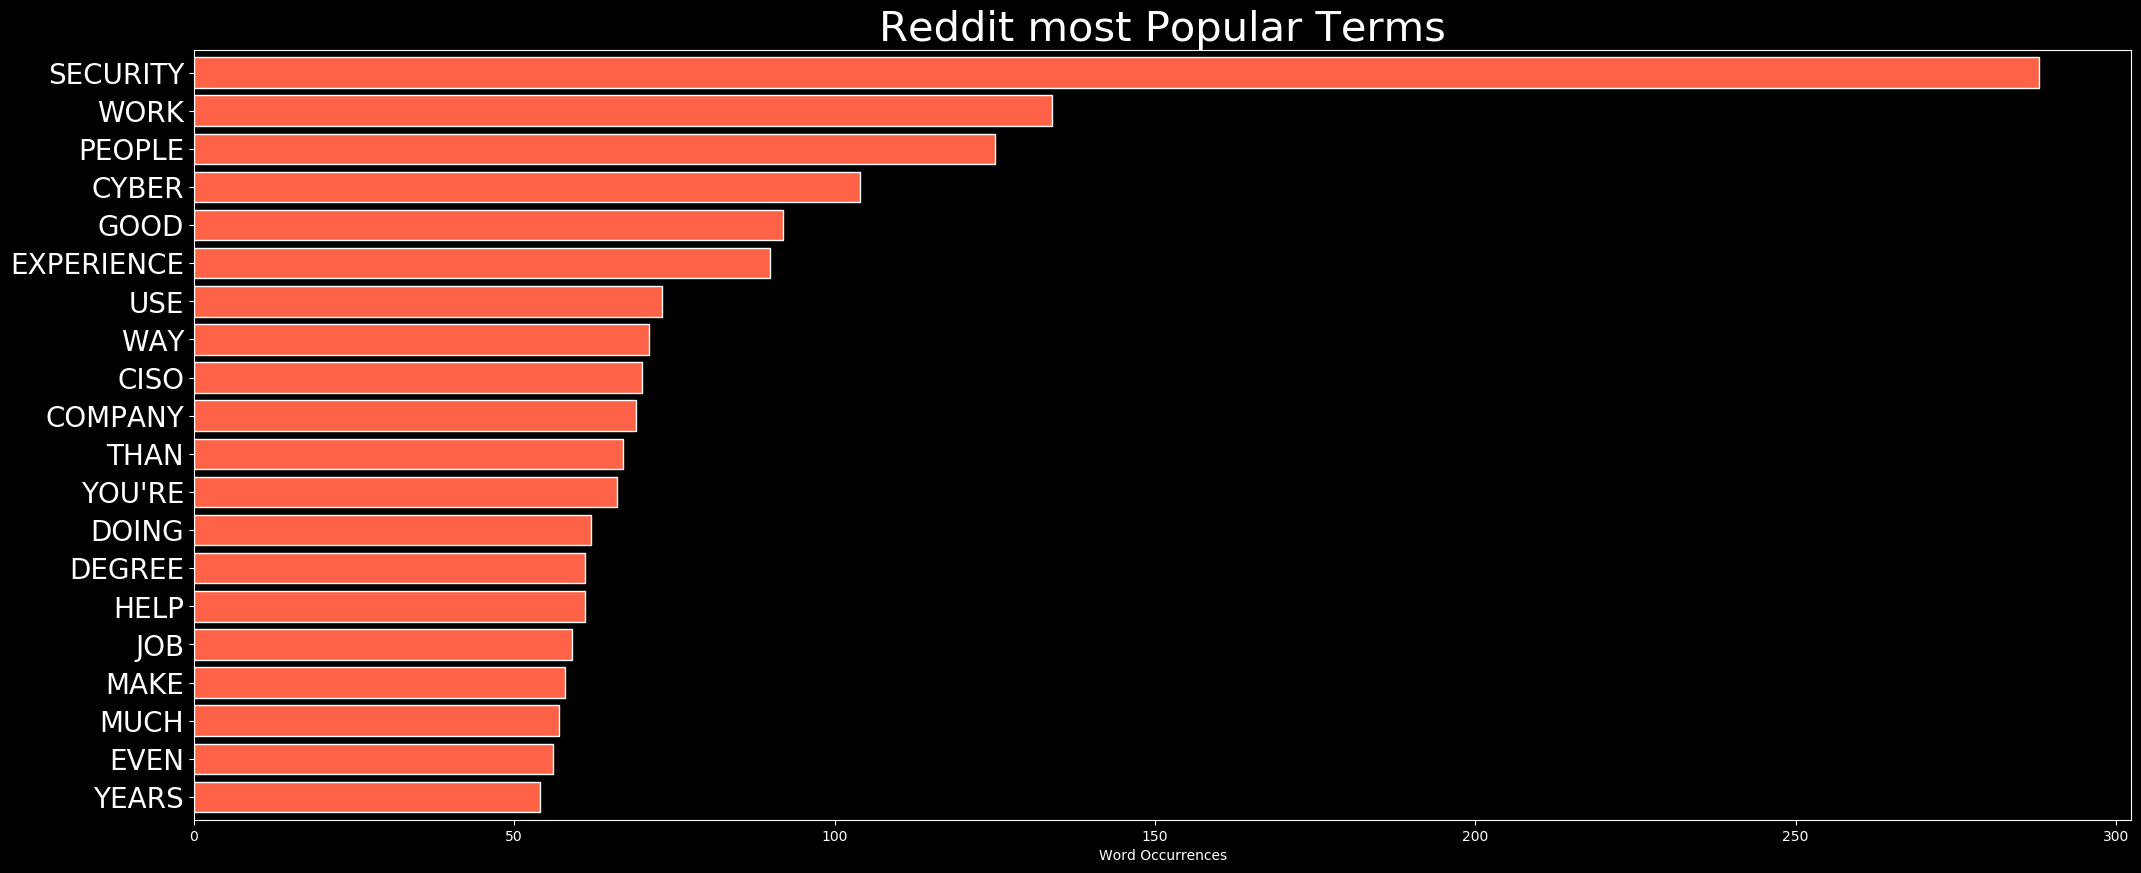 Reddit most Popular Terms
SECURITY
WORK
PEOPLE
CYBER
GOOD
EXPERIENCE
USE
WAY
CISO
COMPANY
THAN
YOU'RE
DOING
DEGREE
HELP
JOB
MAKE
MUCH
EVEN
YEARS
0 50 100 150 200 250 300
Word Occurrences